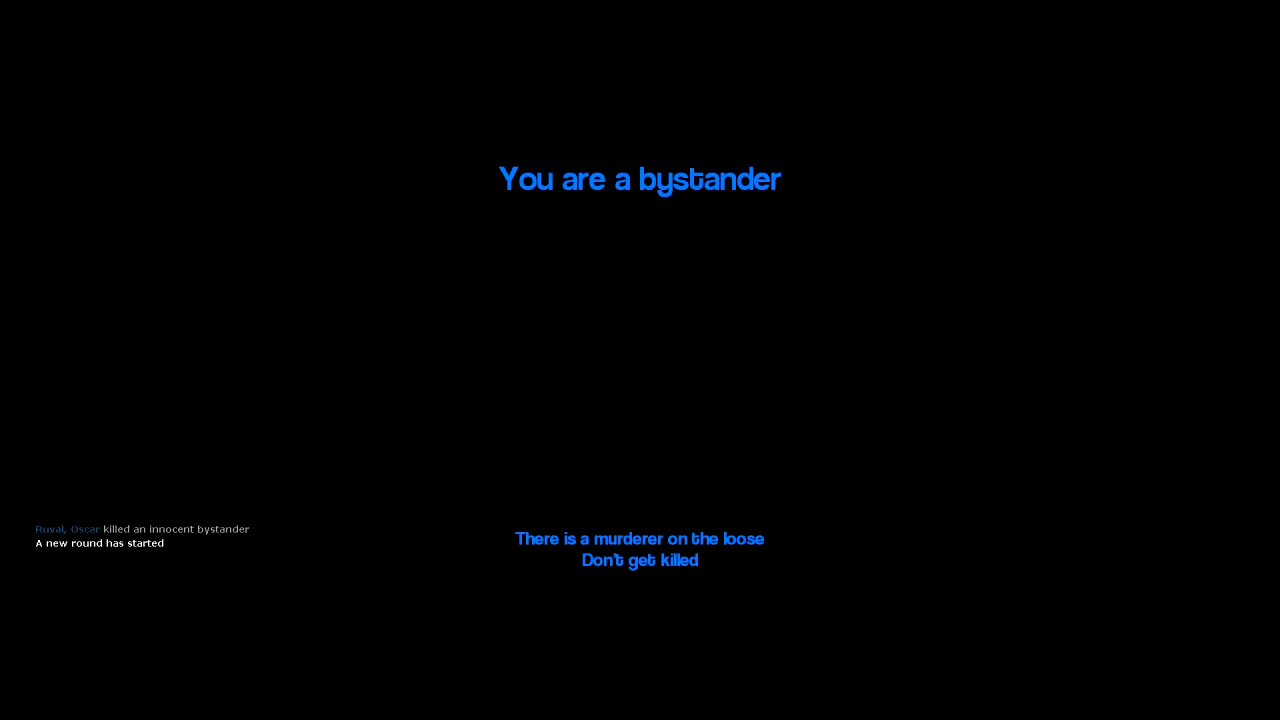 You are a bystander
Ruval, Oscar killed an innocent bystander
A new round has started
There is a murderer on the loose
Don't get killed